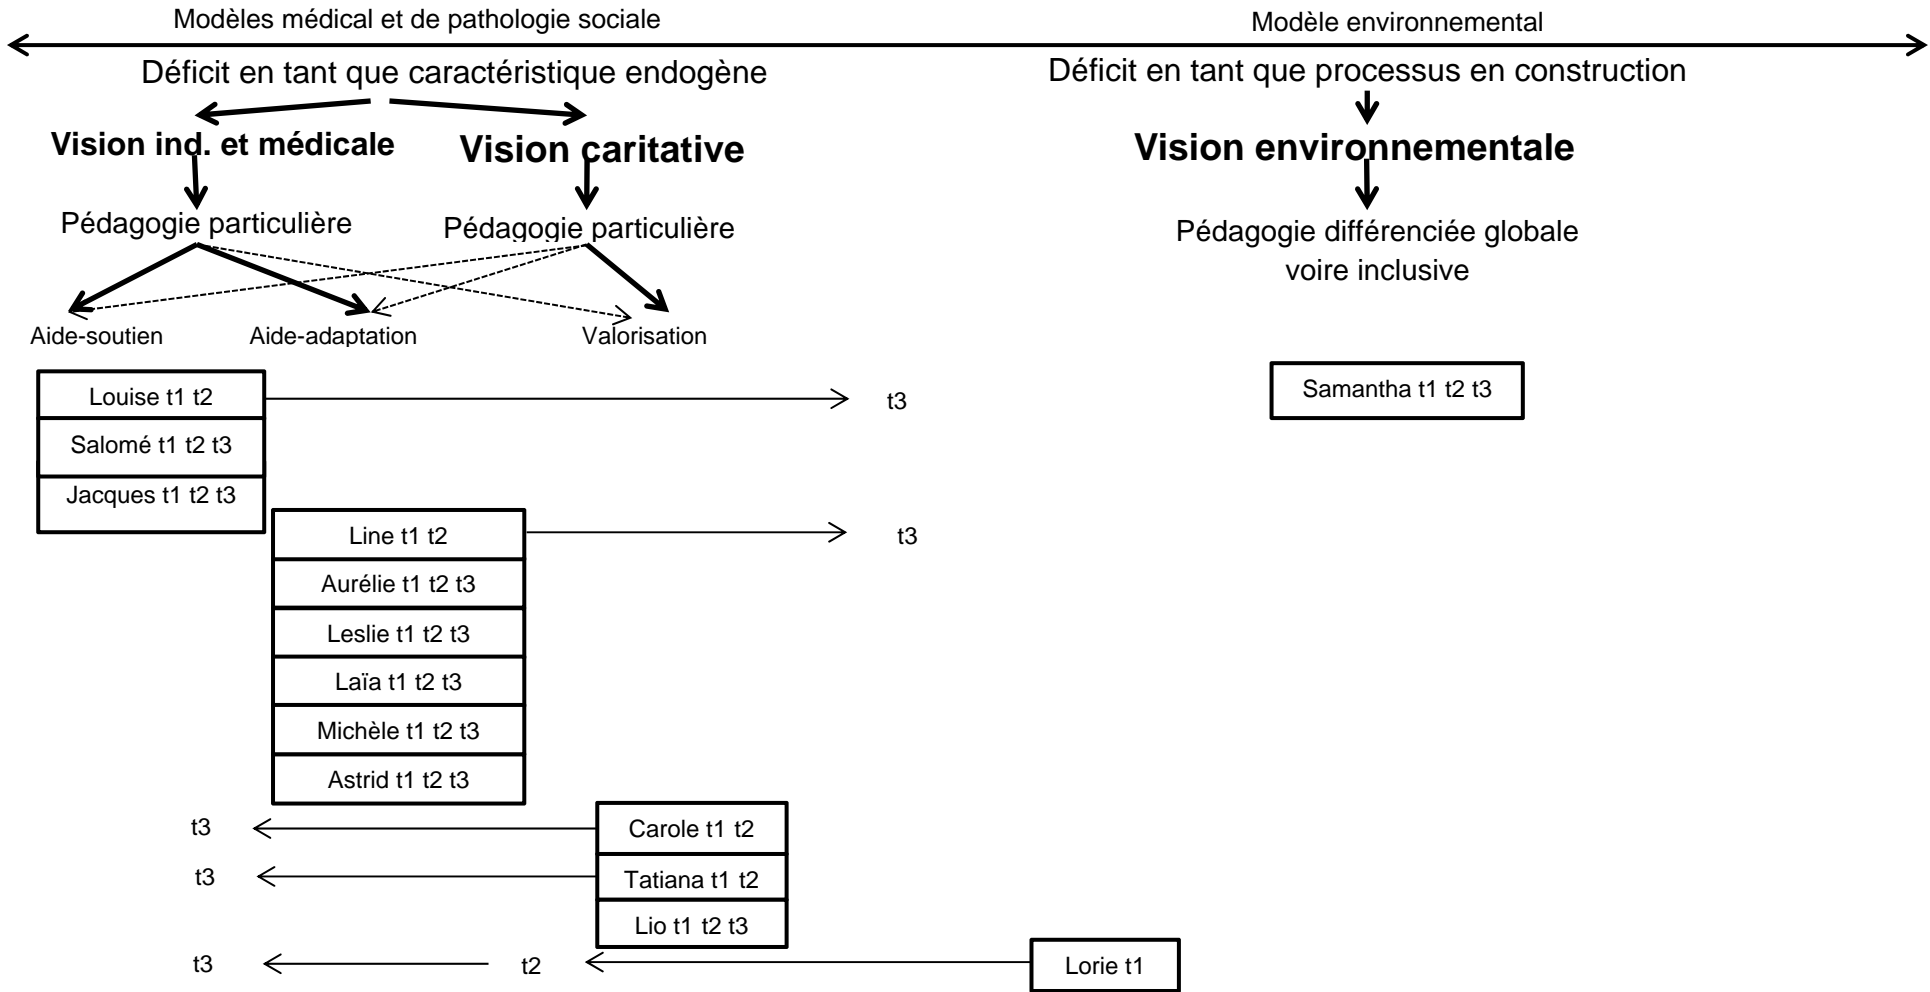 Modèles médical et de pathologie sociale
Modèle environnemental
Déficit en tant que caractéristique endogène
Déficit en tant que processus en construction
Vision ind. et médicale
Vision caritative
Vision environnementale
Pédagogie particulière
Pédagogie particulière
Pédagogie différenciée globale
voire inclusive
Aide-soutien
Aide-adaptation
Valorisation
Louise t1 t2
t3
Samantha t1 t2 t3
Salomé t1 t2 t3
Jacques t1 t2 t3
Line t1 t2
t3
Aurélie t1 t2 t3
Leslie t1 t2 t3
Laïa t1 t2 t3
Michèle t1 t2 t3
Astrid t1 t2 t3
t3
Carole t1 t2
t3
Tatiana t1 t2
Lio t1 t2 t3
t3
t2
Lorie t1